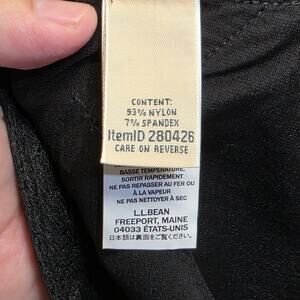 CONTENT:
93% NYLON
7% SPANDEX
ItemID 280426
CARE ON REVERSE
BASSE TEMPÉRATURE,
SORTIR RAPIDEMENT
NE PAS REPASSER AU FER OU
À LA VAPEUR
NE PAS NETTOYER À SEC
L.L.BEAN
FREEPORT, MAINE
04033 ÉTATS-UNIS
日本語は裏面をご覧ください。